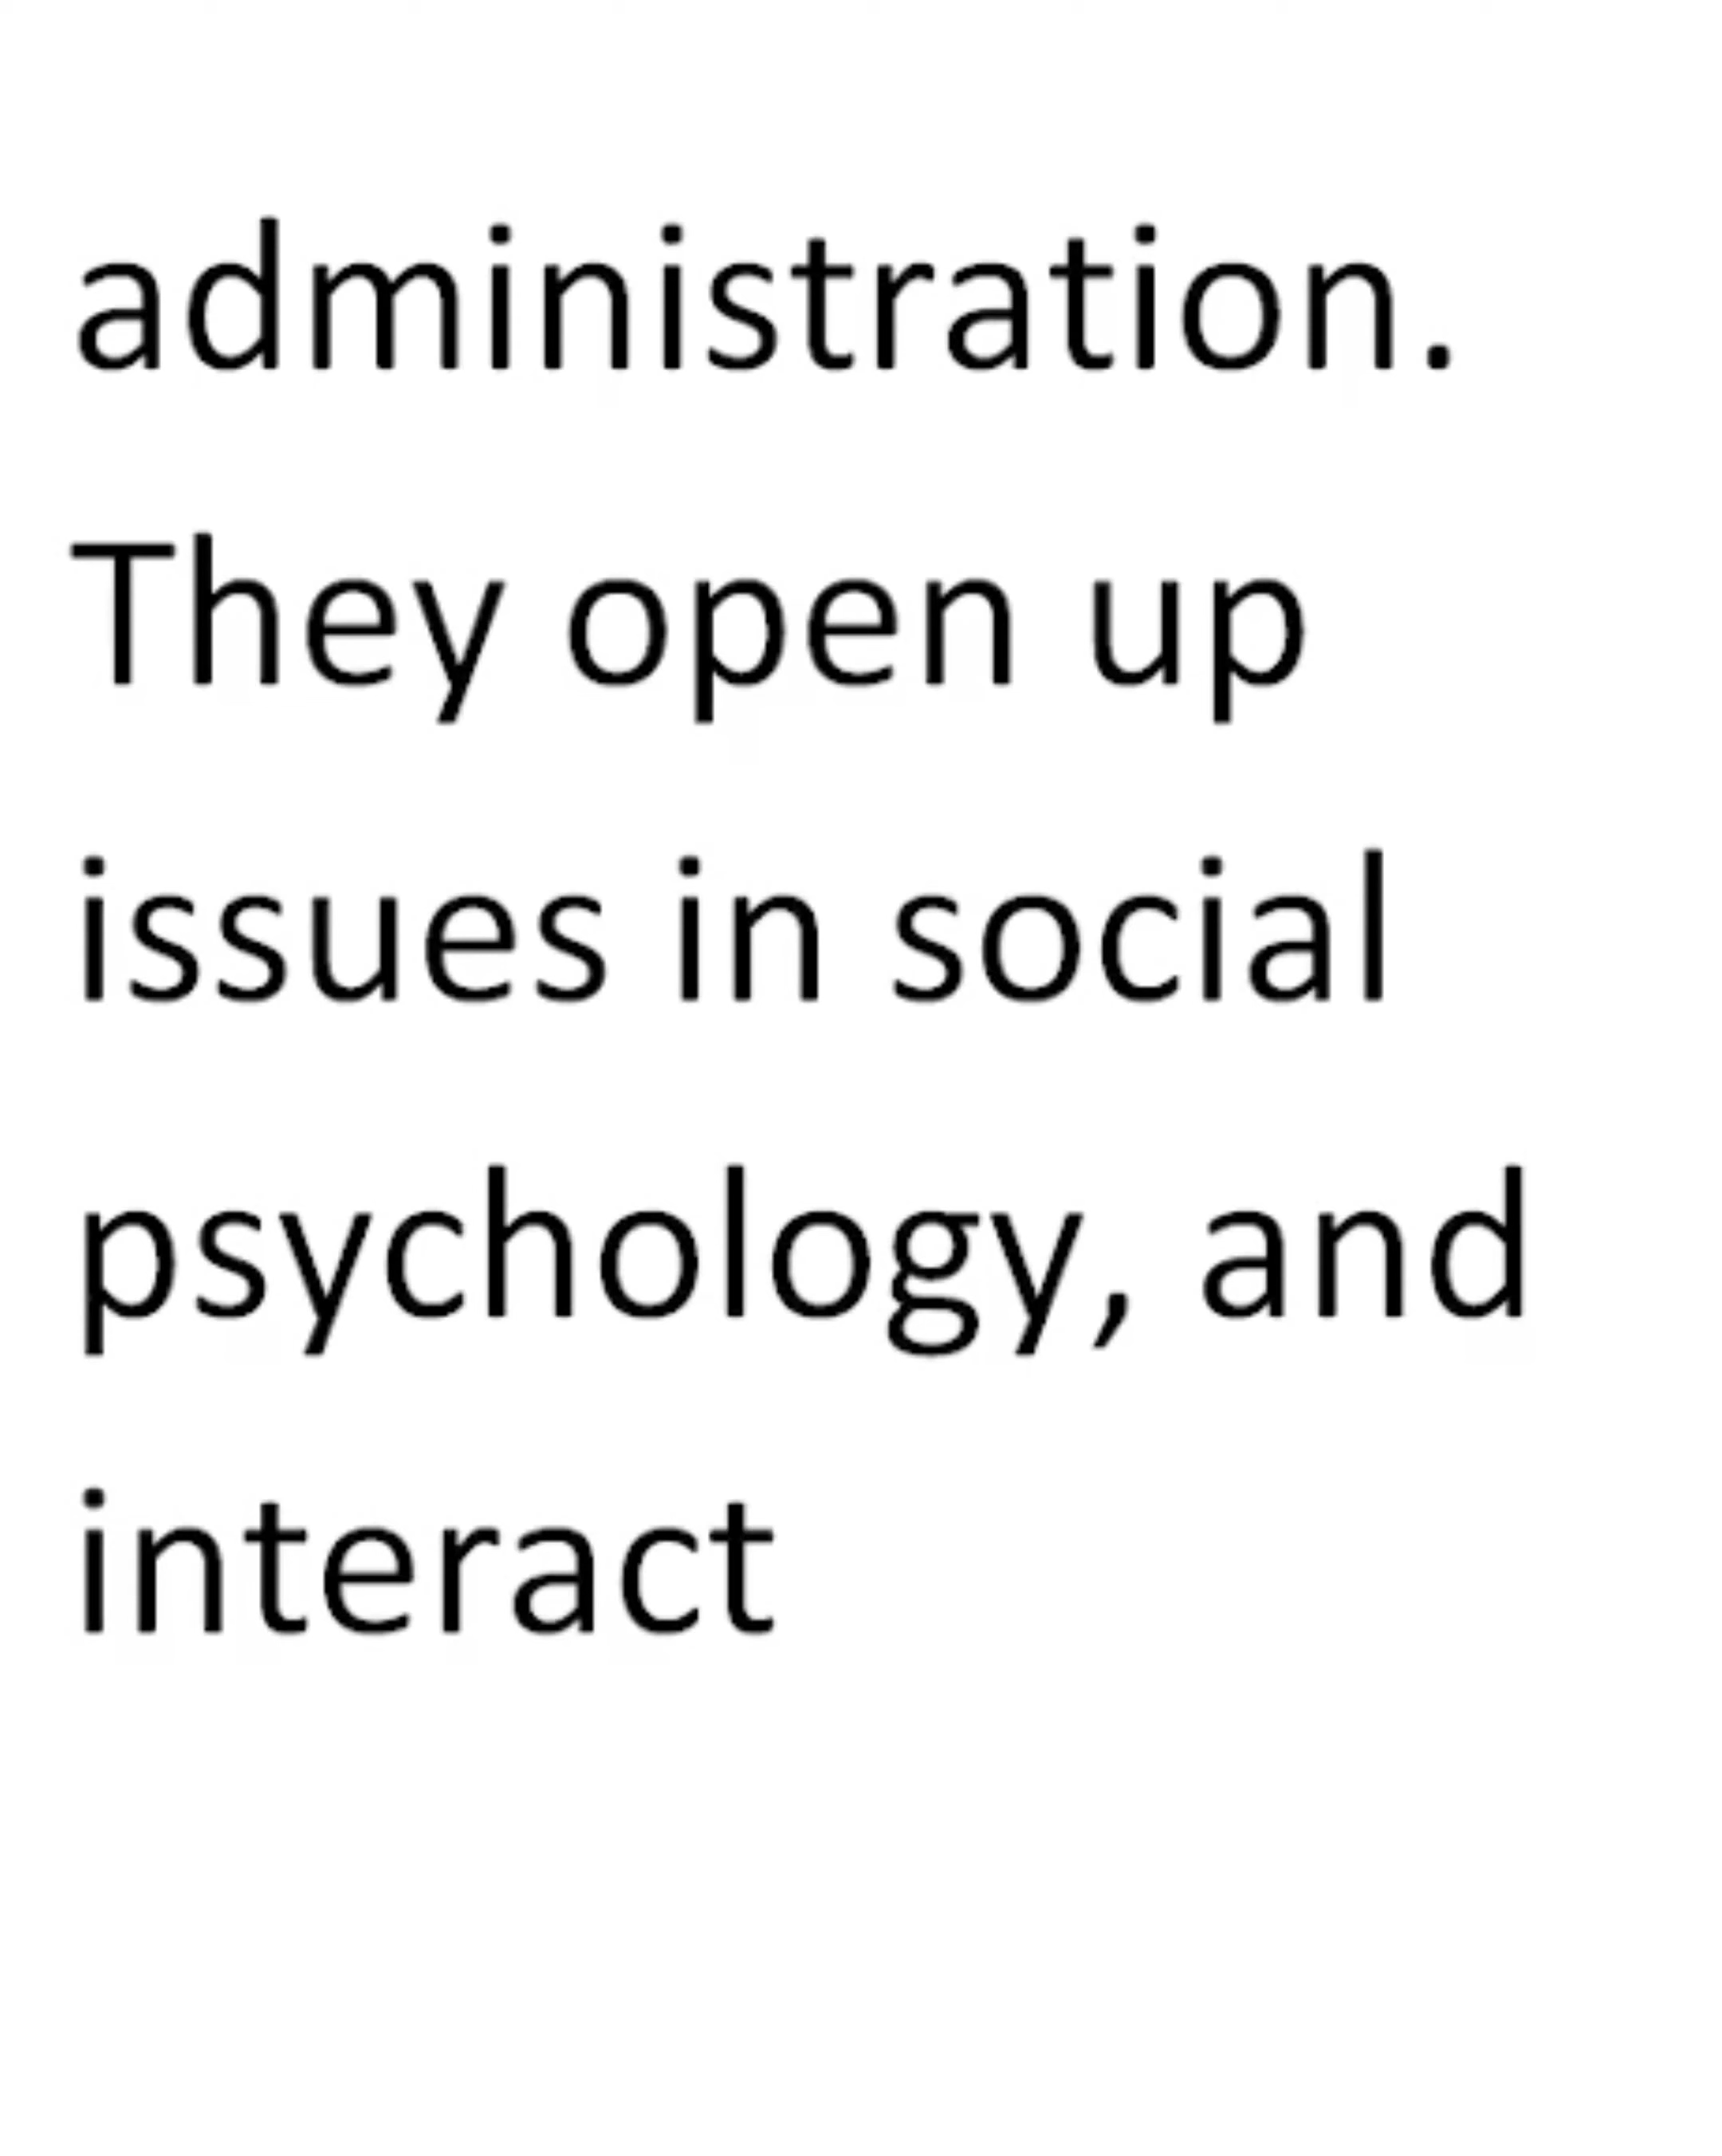 administration.
They open up
issues in social
psychology, and
interact